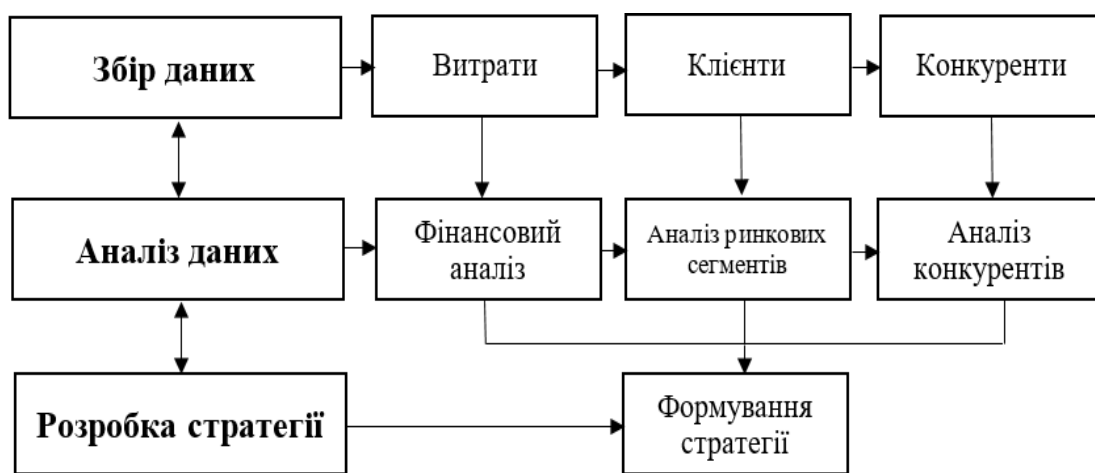 Збір даних
Витрати
Клієнти
Конкуренти
Аналіз даних
Фінансовий
аналіз
Аналіз ринкових
сегментів
Аналіз
конкурентів
Розробка стратегії
Формування
стратегії